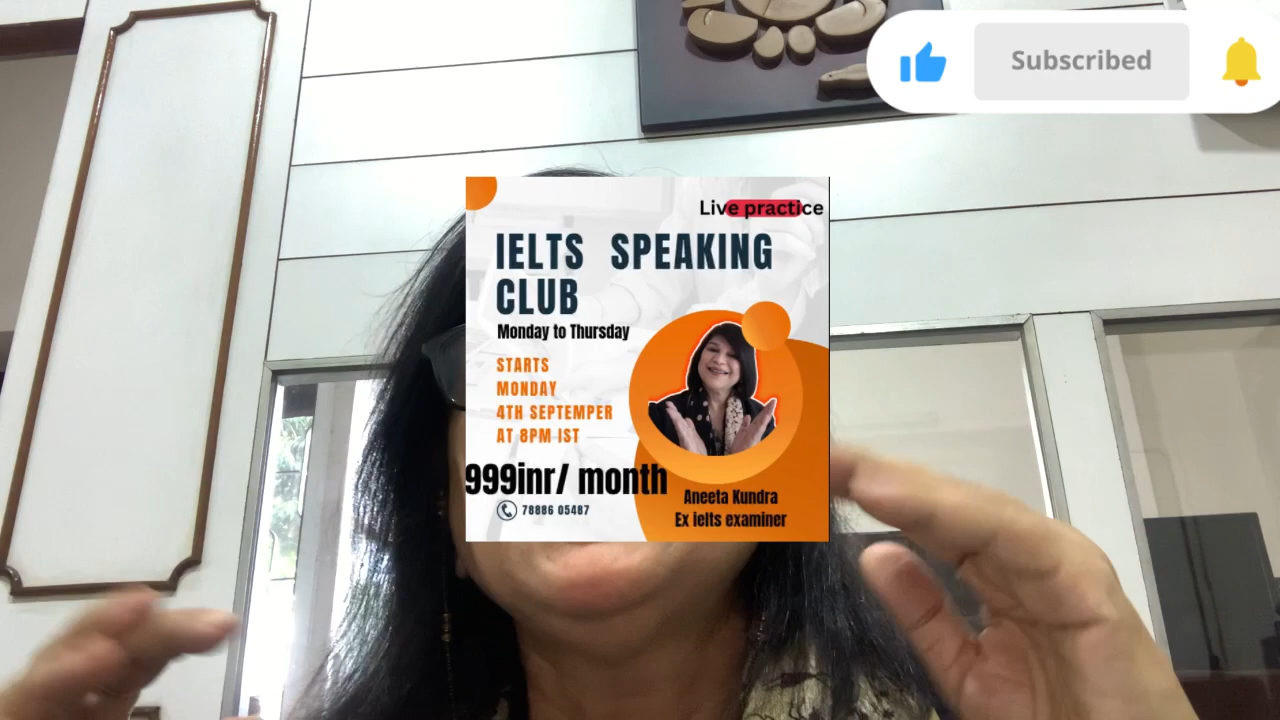 Subscribed
Live practice
IELTS SPEAKING
CLUB
Monday to Thursday
STARTS
MONDAY
4TH SEPTEMPER
AT 8PM IST
999inr/ month
78886 05487
Aneeta Kundra
Ex ielts examiner